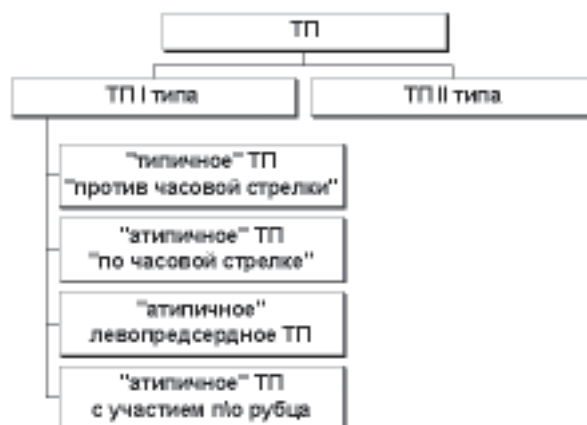 ТП
ТП I типа
ТП II типа
"типичное" ТП
"против часовой стрелки"
"атипичное" ТП
"по часовой стрелке"
"атипичное"
левопредсердное ТП
"атипичное" ТП
с участием п\о рубца